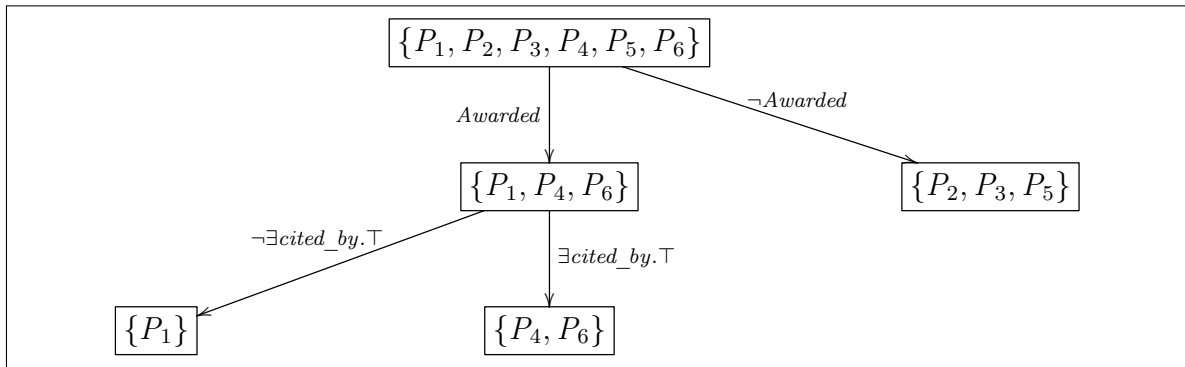 {P₁, P₂, P₃, P₄, P₅, P₆}
Awarded
¬Awarded
{P₁, P₄, P₆}
{P₂, P₃, P₅}
¬∃cited_by.⊤
∃cited_by.⊤
{P₁}
{P₄, P₆}